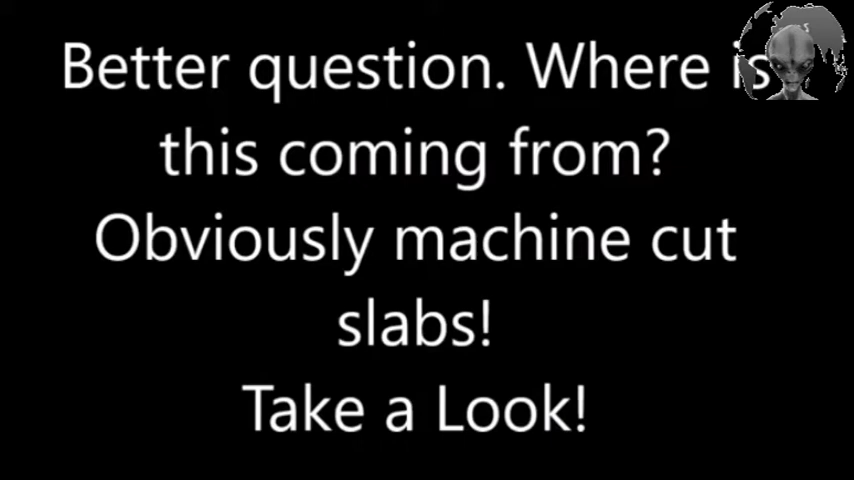 Better question. Where is
this coming from?
Obviously machine cut
slabs!
Take a Look!